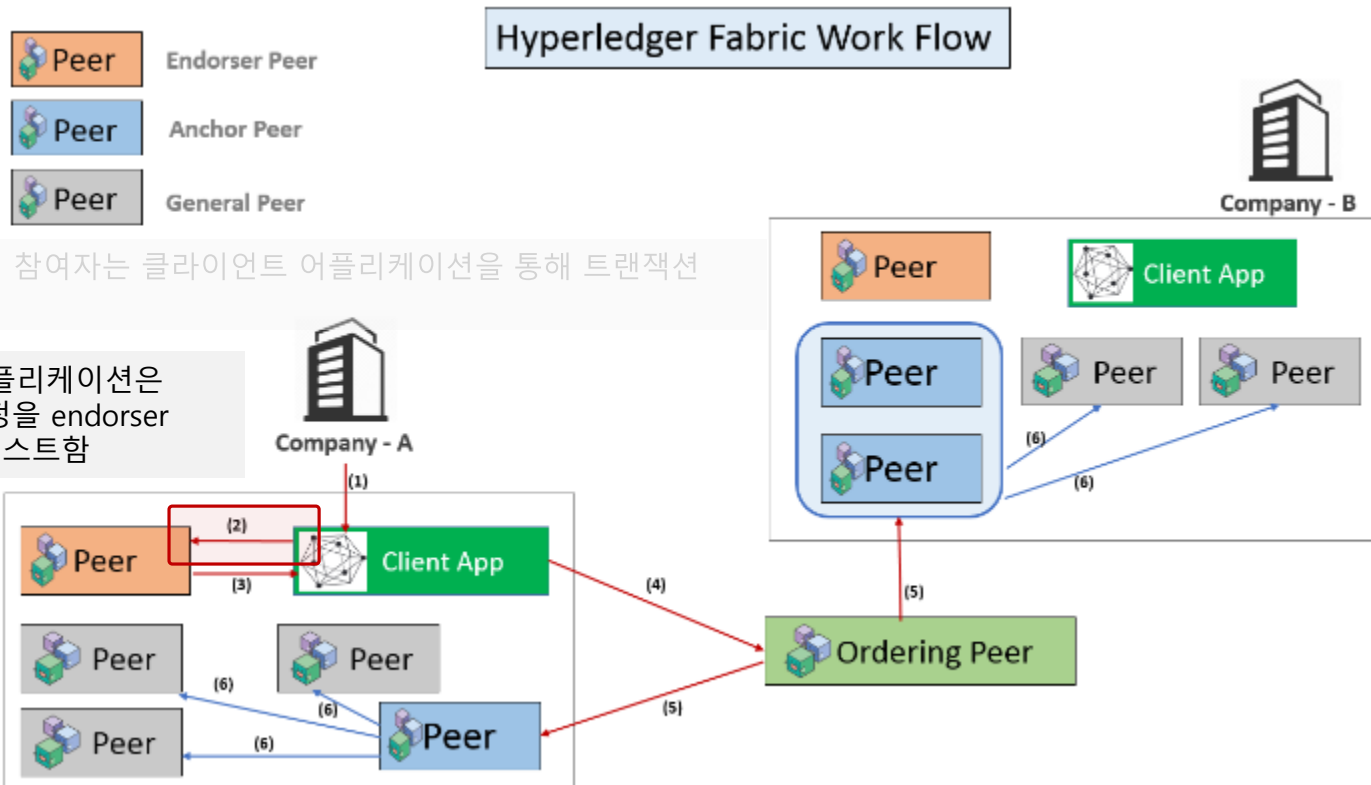 Hyperledger Fabric Work Flow
Peer
Endorser Peer
Peer
Anchor Peer
Peer
General Peer
Company - B
참여자는 클라이언트 어플리케이션을 통해 트랜잭션
Peer
Client App
플리케이션은
을 endorser
스트함
Company - A
Peer
Peer
Peer
Peer
(6)
(6)
(1)
(2)
Peer
Client App
(3)
(4)
(5)
Peer
Peer
Ordering Peer
(6)
(6)
(5)
Peer
(6)
Peer